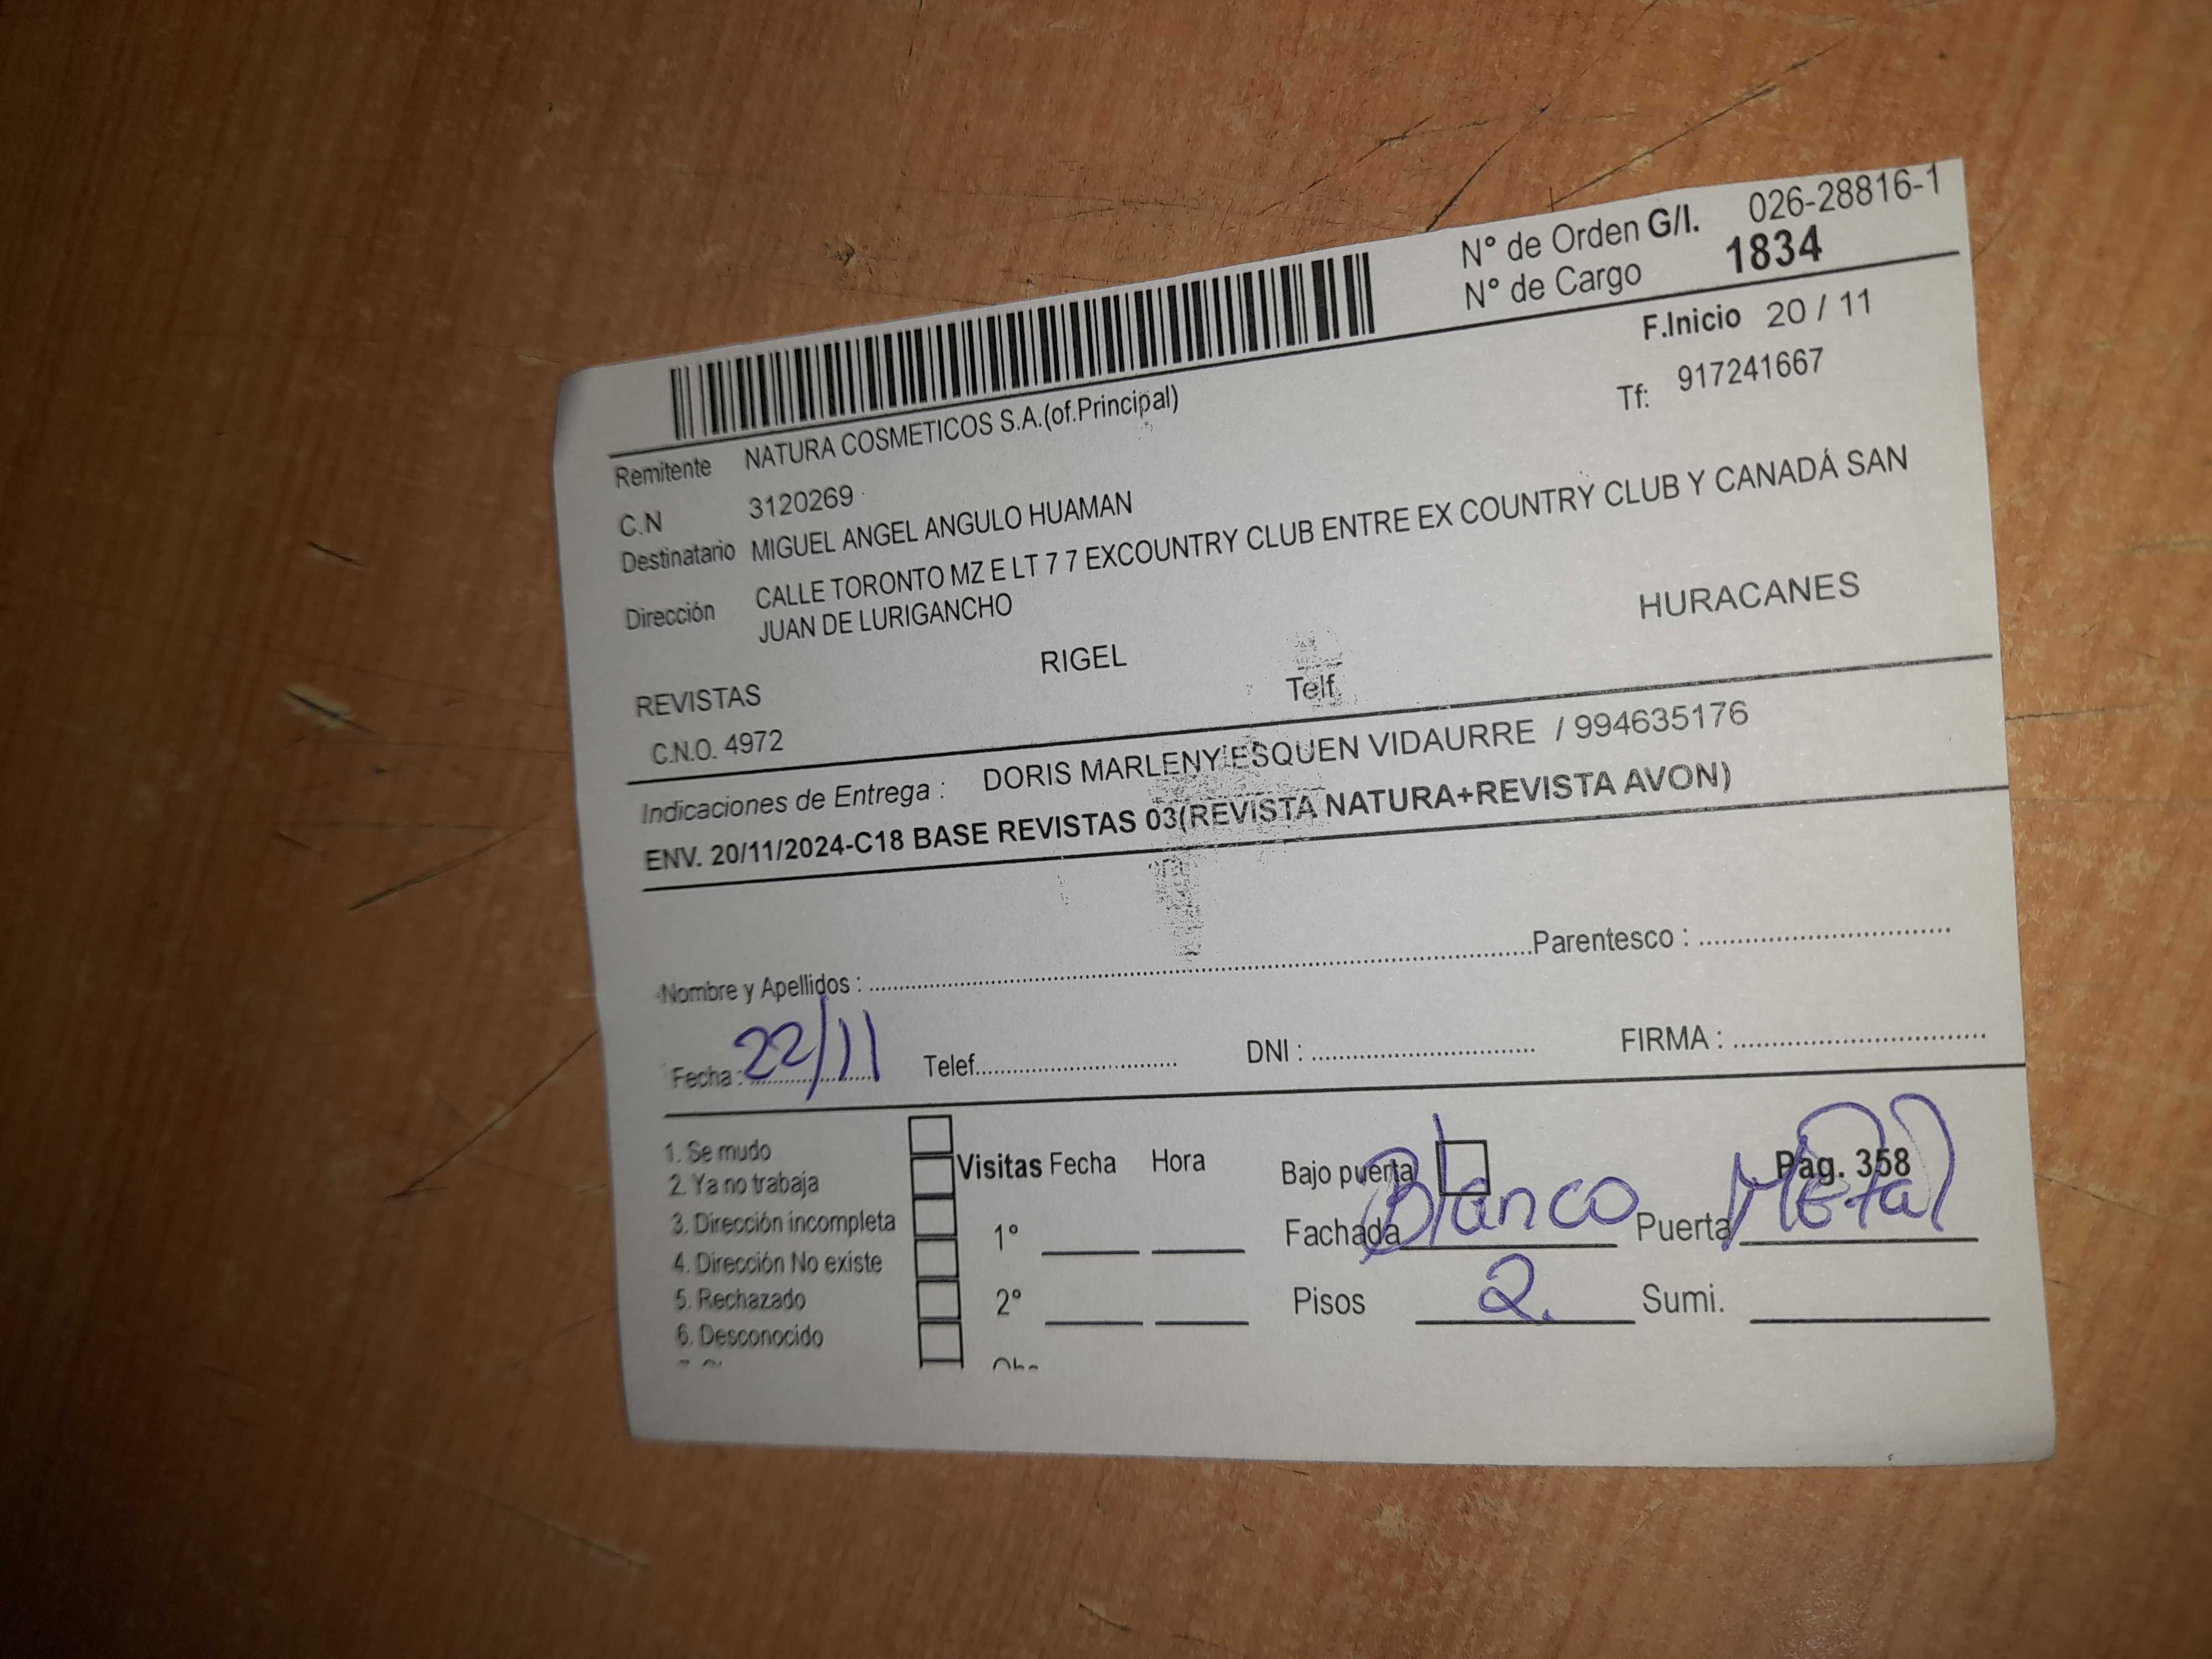 N° de Orden G/I. 026-28816-1
N° de Cargo 1834
F.Inicio 20 / 11
Tf: 917241667
Remitente NATURA COSMETICOS S.A.(of.Principal)
C.N 3120269
Destinatario MIGUEL ANGEL ANGULO HUAMAN
Dirección CALLE TORONTO MZ E LT 7 7 EXCOUNTRY CLUB ENTRE EX COUNTRY CLUB Y CANADÁ SAN
JUAN DE LURIGANCHO
HURACANES
REVISTAS RIGEL Telf.
C.N.O. 4972
Indicaciones de Entrega : DORIS MARLENY ESQUEN VIDAURRE / 994635176
ENV. 20/11/2024-C18 BASE REVISTAS 03(REVISTA NATURA+REVISTA AVON)
Nombre y Apellidos : Parentesco :
Fecha : 22/11 Telef. DNI : FIRMA :
1. Se mudo
2. Ya no trabaja
3. Dirección incompleta
4. Dirección No existe
5. Rechazado
6. Desconocido
Visitas Fecha Hora
1°
2°
Bajo puerta Pag. 358
Fachada Blanco Puerta Metal
Pisos 2. Sumi.